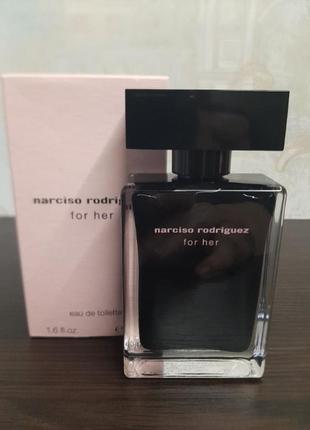 narciso rodriguez
for her
eau de toilette
1.6 fl.oz.
narciso rodriguez
for her